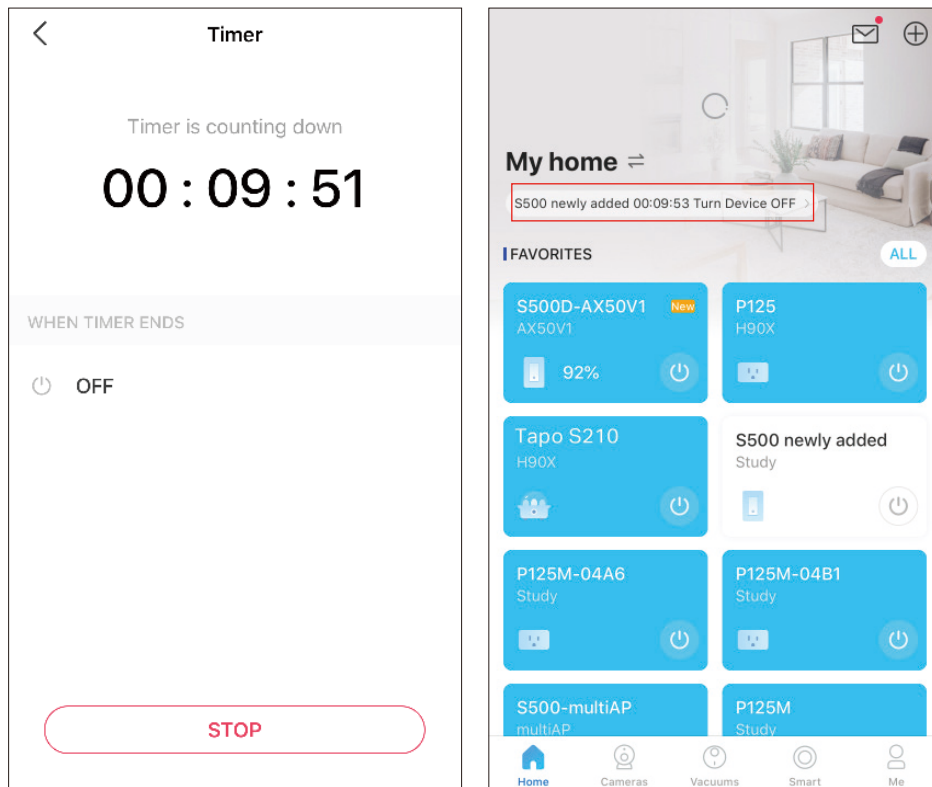 Timer
Timer is counting down
00 : 09 : 51
WHEN TIMER ENDS
OFF
STOP
My home
S500 newly added 00:09:53 Turn Device OFF
FAVORITES
ALL
S500D-AX50V1
New
AX50V1
92%
P125
H90X
Tapo S210
H90X
S500 newly added
Study
P125M-04A6
Study
P125M-04B1
Study
S500-multiAP
multiAP
P125M
Study
Home
Cameras
Vacuums
Smart
Me